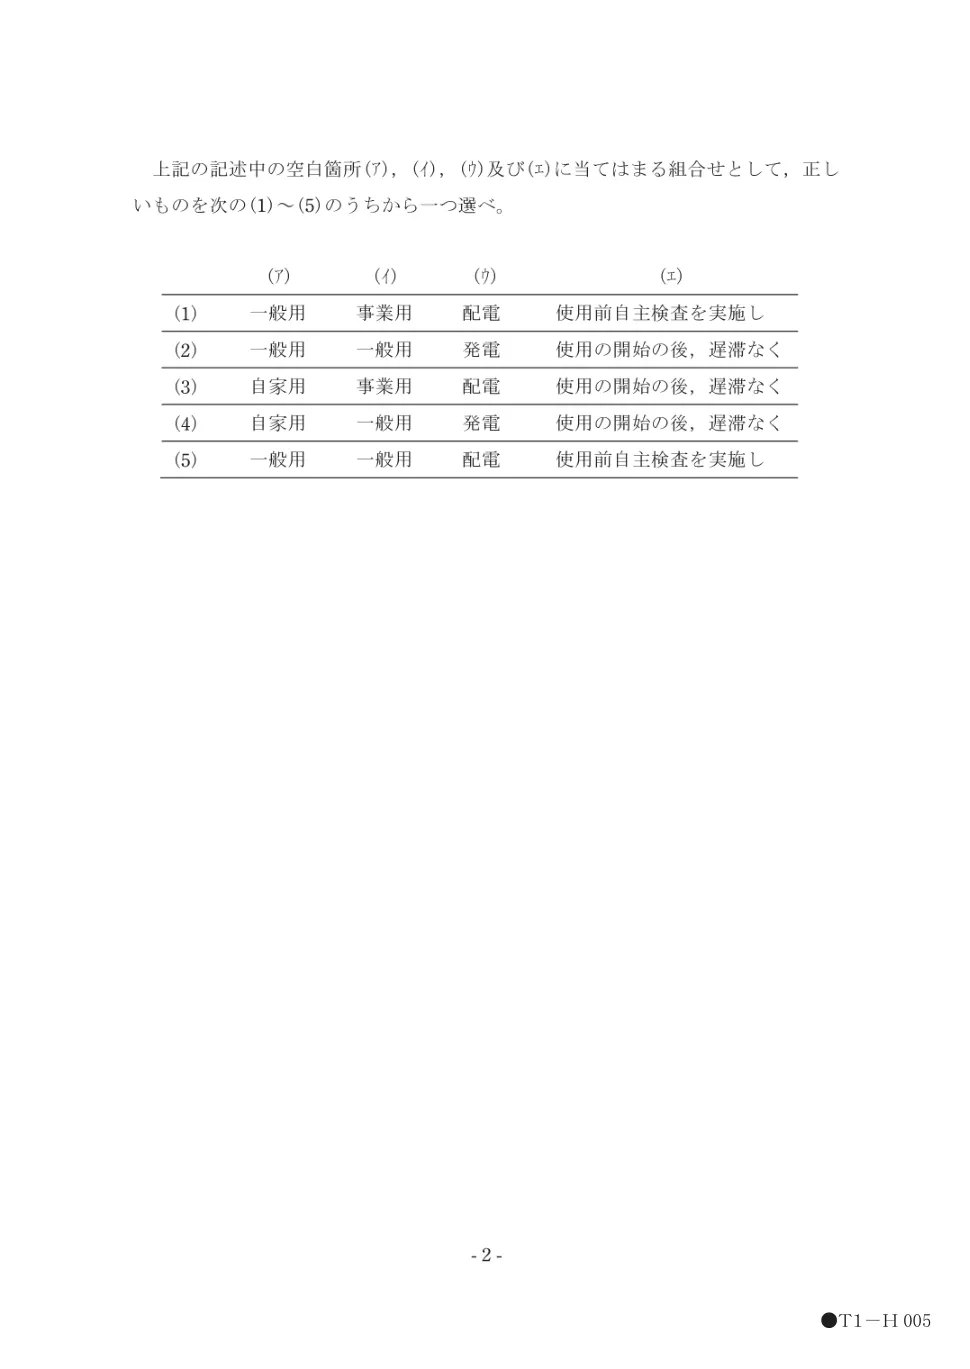 上記の記述中の空白箇所(ｱ)，(ｲ)，(ｳ)及び(ｴ)に当てはまる組合せとして，正し
いものを次の(1)～(5)のうちから一つ選べ。
(ｱ) (ｲ) (ｳ) (ｴ)
(1) 一般用 事業用 配電 使用前自主検査を実施し
(2) 一般用 一般用 発電 使用の開始の後，遅滞なく
(3) 自家用 事業用 配電 使用の開始の後，遅滞なく
(4) 自家用 一般用 発電 使用の開始の後，遅滞なく
(5) 一般用 一般用 配電 使用前自主検査を実施し
- 2 -
●T1－H 005